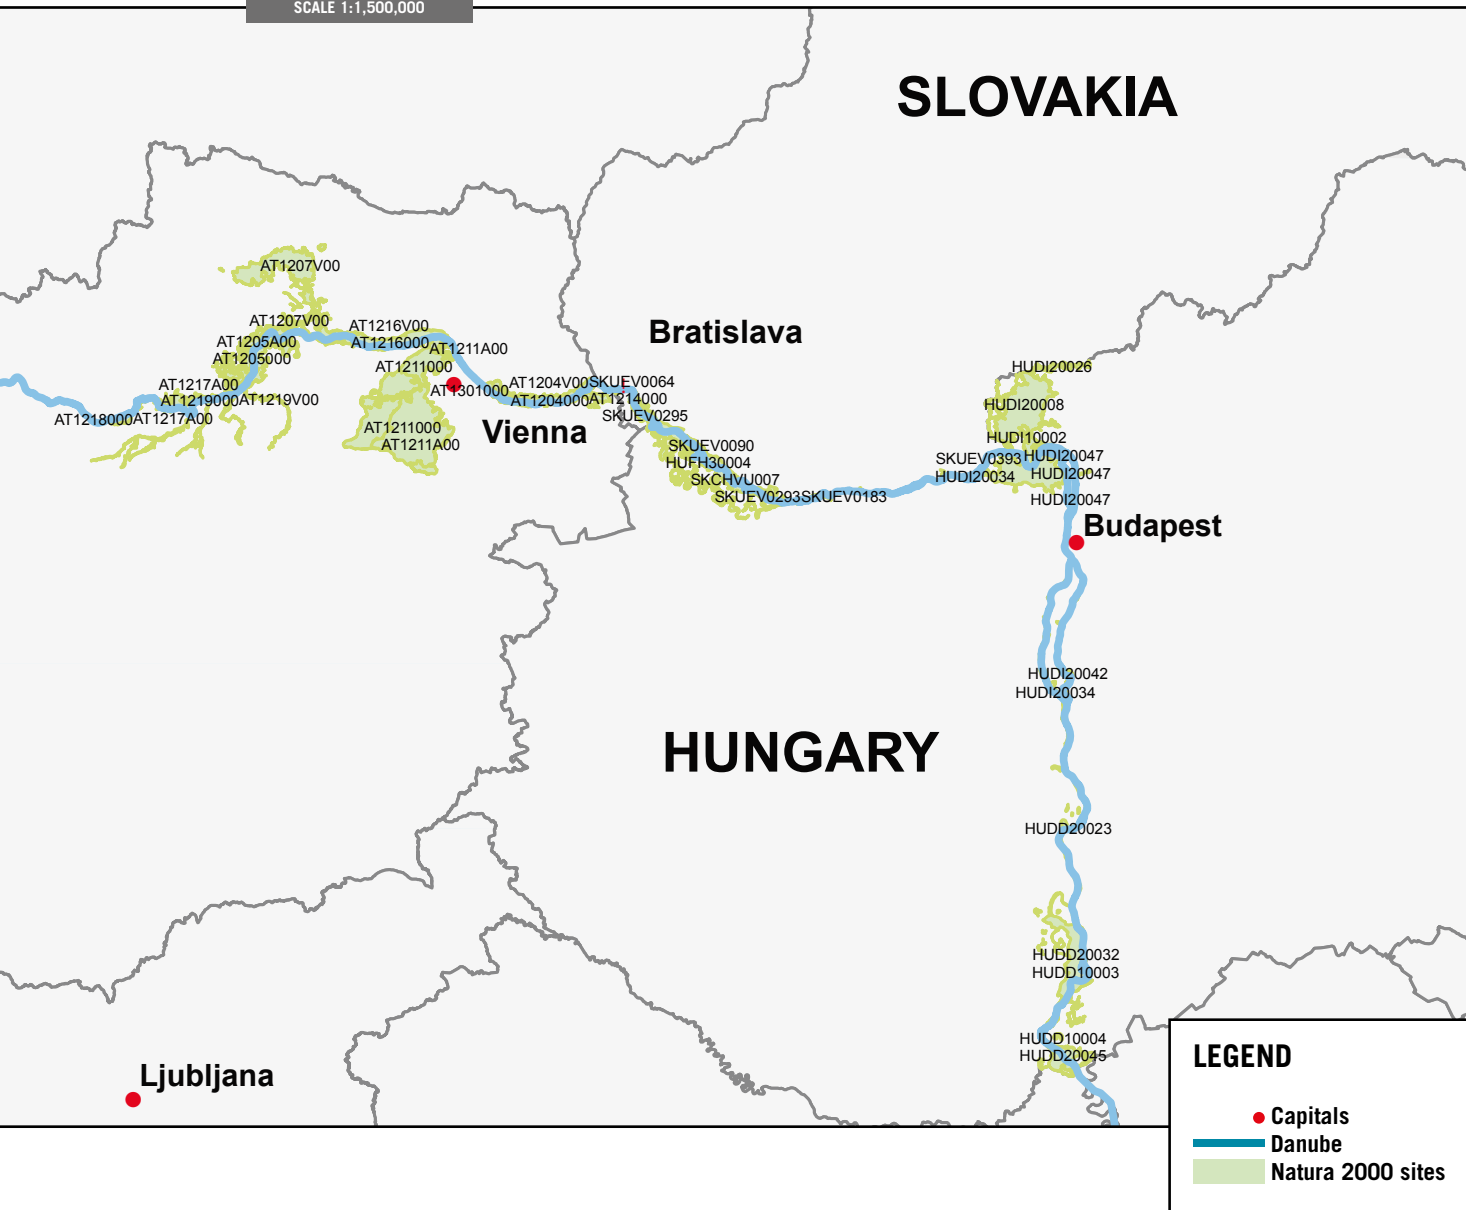 SCALE 1:1,500,000
SLOVAKIA
AT1207V00
AT1207V00
AT1216V00
Bratislava
AT1205A00
AT1216000
AT1211A00
AT1205000
AT1211000
HUDI20026
AT1217A00
AT1301000
AT1204V00
SKUEV0064
AT1219000
AT1219V00
AT1204000
AT1214000
HUDI20008
AT1218000
AT1217A00
SKUEV0295
AT1211000
Vienna
HUDI10002
AT1211A00
SKUEV0090
SKUEV0393
HUDI20047
HUFH30004
HUDI20034
HUDI20047
SKCHVU007
SKUEV0293
SKUEV0183
HUDI20047
Budapest
HUDI20042
HUDI20034
HUNGARY
HUDD20023
HUDD20032
HUDD10003
HUDD10004
HUDD20045
Ljubljana
LEGEND
Capitals
Danube
Natura 2000 sites